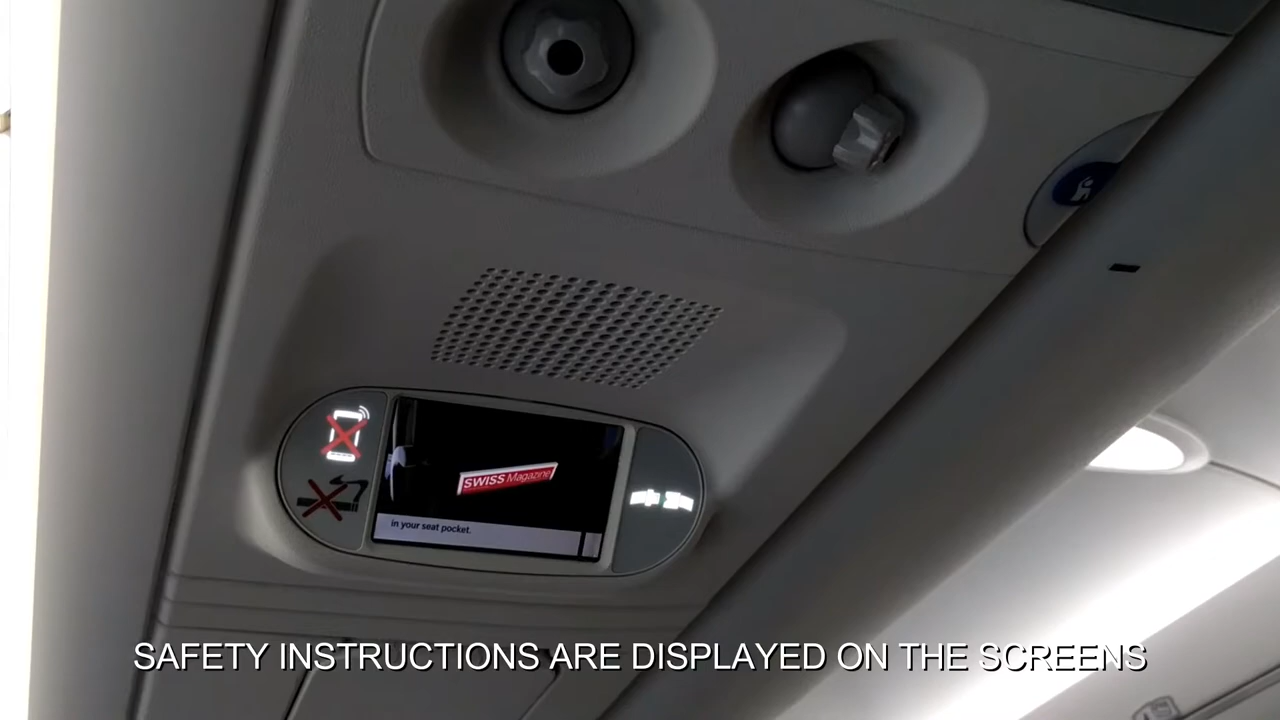 SWISS Magazine
in your seat pocket.
SAFETY INSTRUCTIONS ARE DISPLAYED ON THE SCREENS